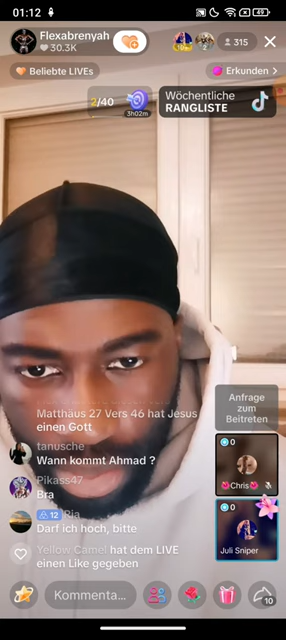 01:12
49
Flexabrenyah
30.3K
315
Beliebte LIVEs
Erkunden >
2/40
3h02m
Wöchentliche
RANGLISTE
Matthäus 27 Vers 46 hat Jesus
einen Gott
tanusche
Wann kommt Ahmad ?
Pikass47
Bra
12 Ria
Darf ich hoch, bitte
Yellow Camel hat dem LIVE
einen Like gegeben
Anfrage
zum
Beitreten
0
Chris
0
Juli Sniper
Kommenta...
10